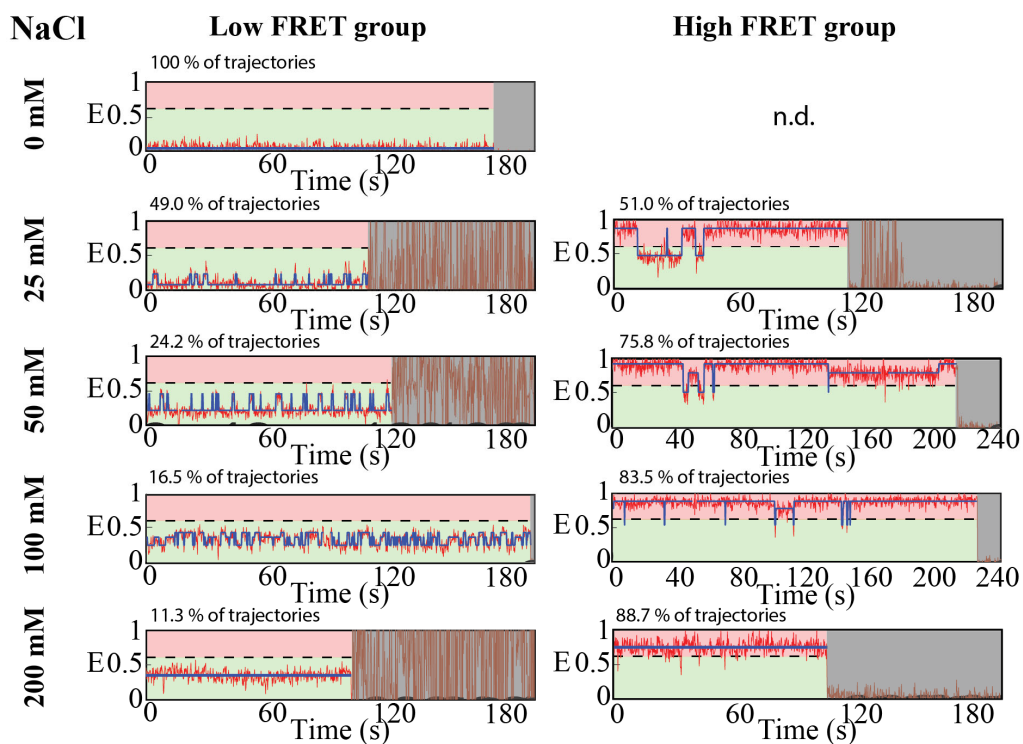 NaCl Low FRET group High FRET group
0 mM
100 % of trajectories
1
E 0.5
0
0 60 120 180
Time (s)
n.d.
25 mM
49.0 % of trajectories
1
E 0.5
0
0 60 120 180
Time (s)
51.0 % of trajectories
1
E 0.5
0
0 60 120 180
Time (s)
50 mM
24.2 % of trajectories
1
E 0.5
0
0 60 120 180
Time (s)
75.8 % of trajectories
1
E 0.5
0
0 40 80 120 160 200 240
Time (s)
100 mM
16.5 % of trajectories
1
E 0.5
0
0 60 120 180
Time (s)
83.5 % of trajectories
1
E 0.5
0
0 40 80 120 160 200 240
Time (s)
200 mM
11.3 % of trajectories
1
E 0.5
0
0 60 120 180
Time (s)
88.7 % of trajectories
1
E 0.5
0
0 60 120 180
Time (s)